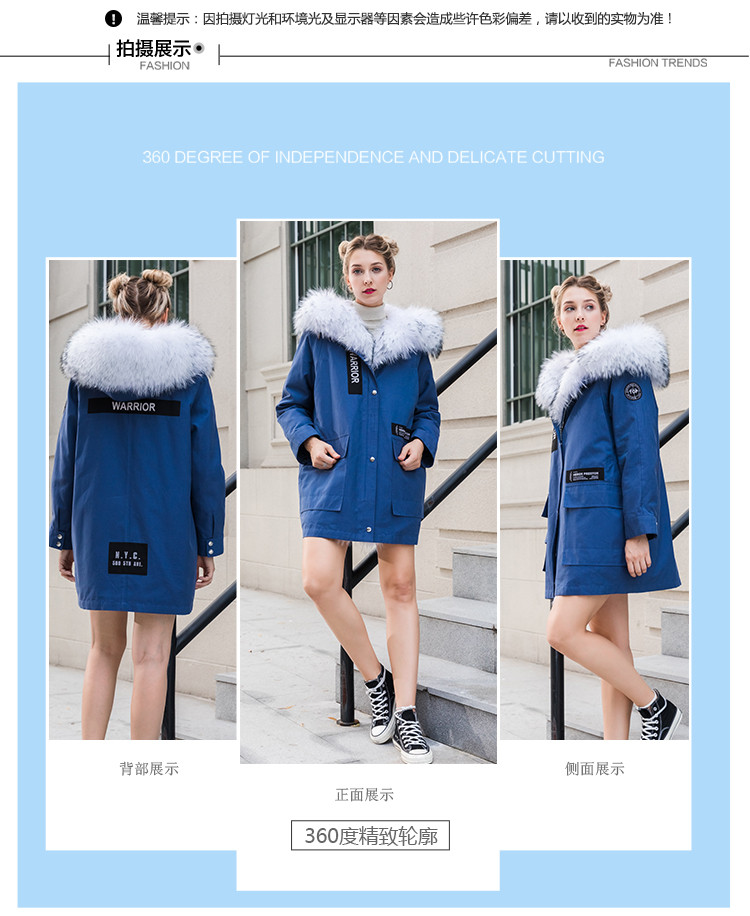 温馨提示：因拍摄灯光和环境光及显示器等因素会造成些许色彩偏差，请以收到的实物为准！
拍摄展示
FASHION
FASHION TRENDS
360 DEGREE OF INDEPENDENCE AND DELICATE CUTTING
WARRIOR
N.Y.C.
WARRIOR
TOP
背部展示
正面展示
侧面展示
360度精致轮廓